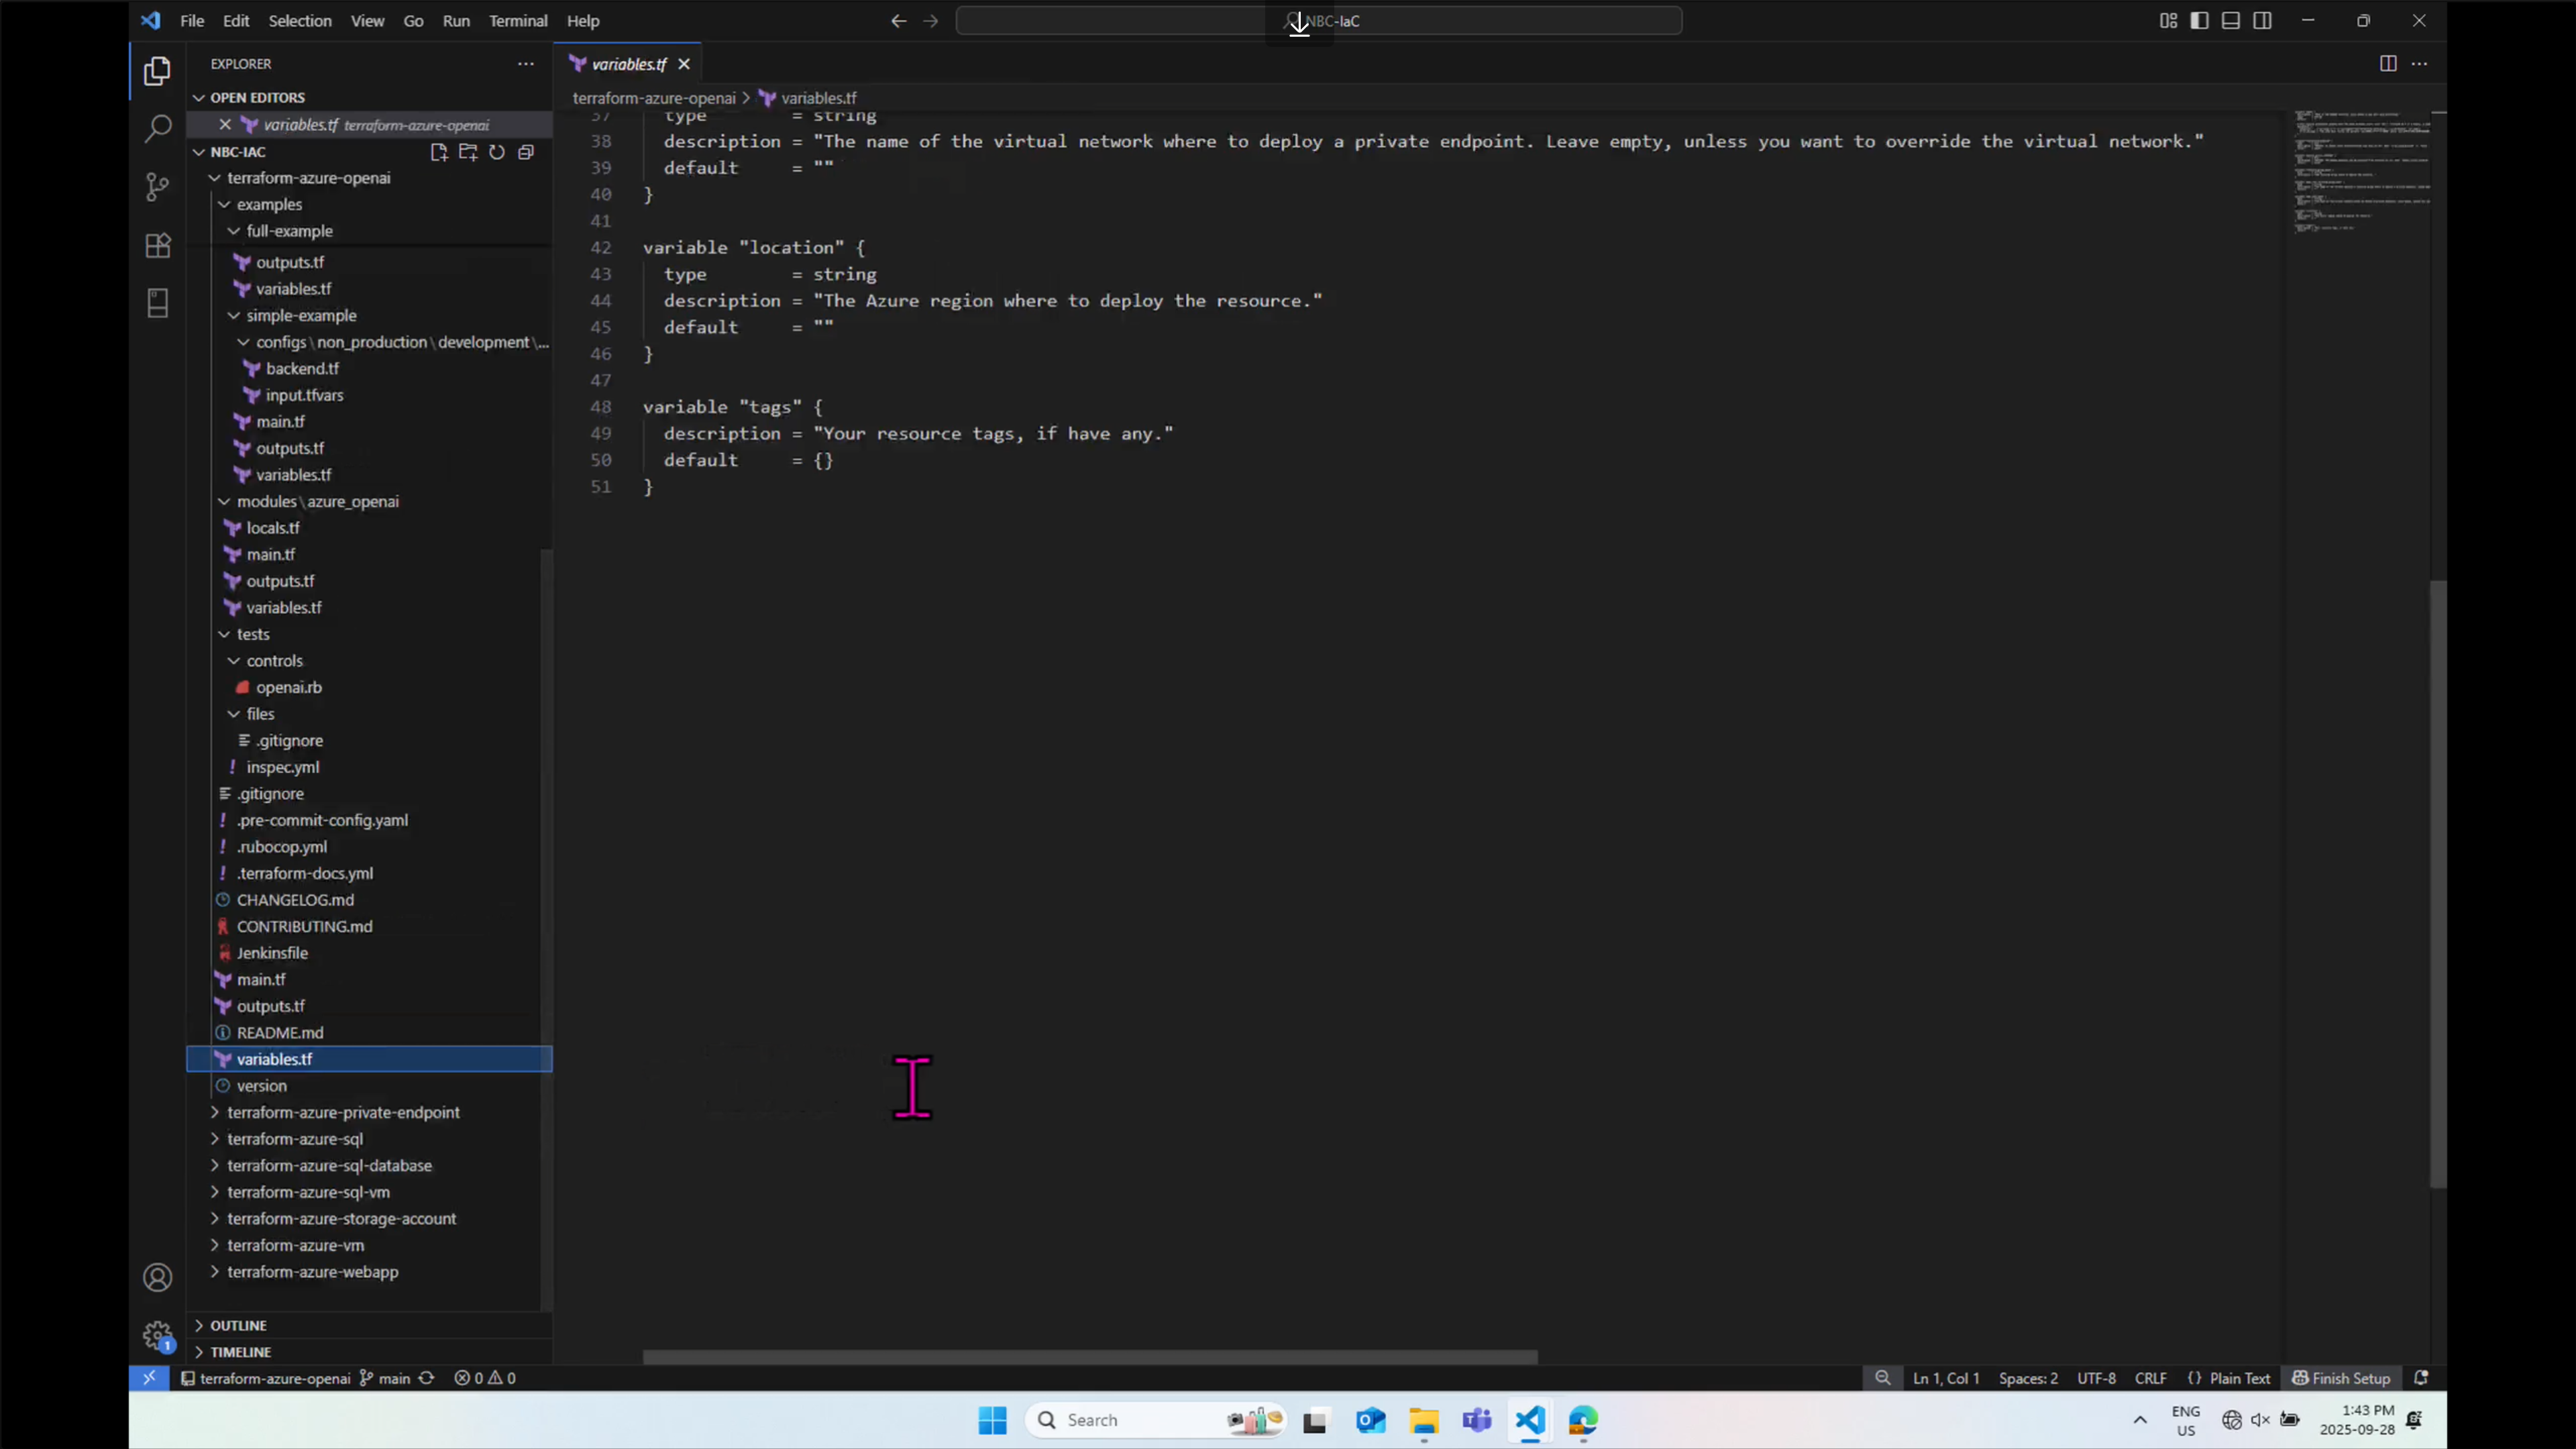 File Edit Selection View Go Run Terminal Help
NBC-IaC
EXPLORER
OPEN EDITORS
variables.tf terraform-azure-openai
NBC-IAC
terraform-azure-openai
examples
full-example
outputs.tf
variables.tf
simple-example
configs\non_production\development\...
backend.tf
input.tfvars
main.tf
outputs.tf
variables.tf
modules\azure_openai
locals.tf
main.tf
outputs.tf
variables.tf
tests
controls
openai.rb
files
.gitignore
inspec.yml
.gitignore
.pre-commit-config.yaml
.rubocop.yml
.terraform-docs.yml
CHANGELOG.md
CONTRIBUTING.md
Jenkinsfile
main.tf
outputs.tf
README.md
variables.tf
version
terraform-azure-private-endpoint
terraform-azure-sql
terraform-azure-sql-database
terraform-azure-sql-vm
terraform-azure-storage-account
terraform-azure-vm
terraform-azure-webapp
OUTLINE
TIMELINE
variables.tf
terraform-azure-openai > variables.tf
37 type = string
38 description = "The name of the virtual network where to deploy a private endpoint. Leave empty, unless you want to override the virtual network."
39 default = ""
40 }
41
42 variable "location" {
43 type = string
44 description = "The Azure region where to deploy the resource."
45 default = ""
46 }
47
48 variable "tags" {
49 description = "Your resource tags, if have any."
50 default = {}
51 }
terraform-azure-openai main 0 0 Ln 1, Col 1 Spaces: 2 UTF-8 CRLF {} Plain Text Finish Setup
1
Search
ENG
US
1:43 PM
2025-09-28